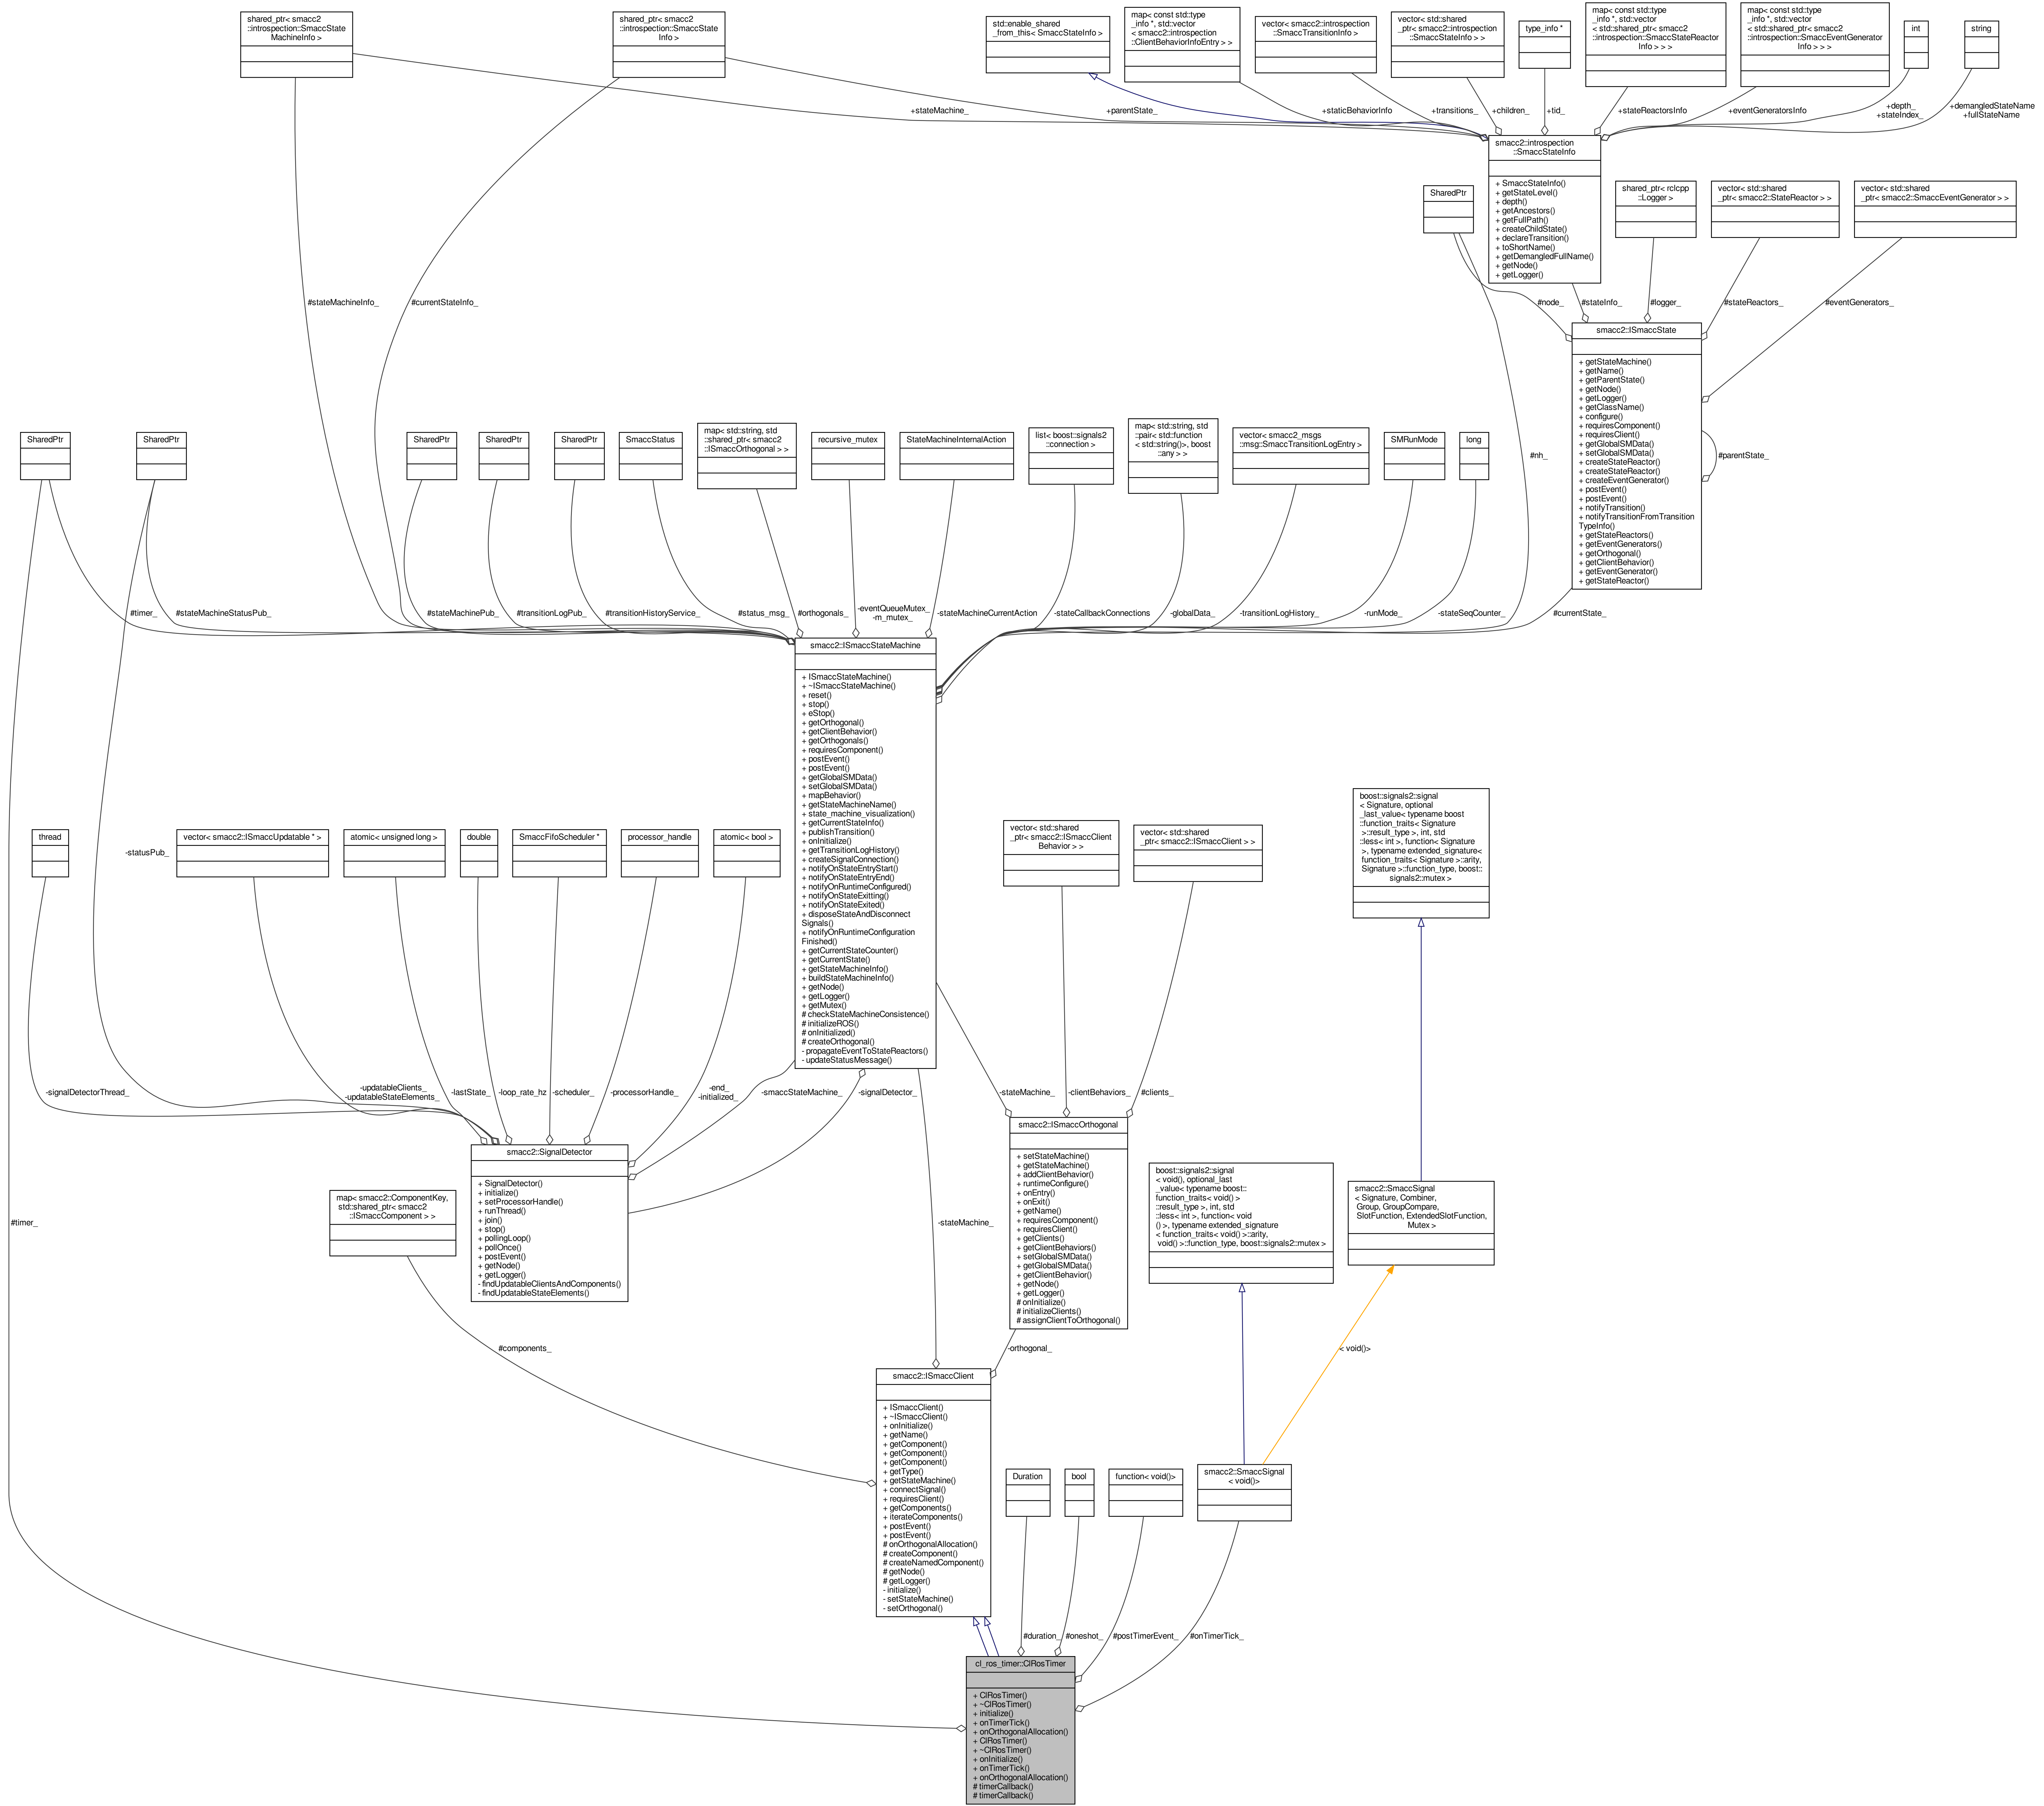 shared_ptr< smacc2
::introspection::SmaccState
MachineInfo >
shared_ptr< smacc2
::introspection::SmaccState
Info >
std::enable_shared
_from_this< SmaccStateInfo >
map< const std::type
_info *, std::vector
< smacc2::introspection
::ClientBehaviorInfoEntry > >
vector< smacc2::introspection
::SmaccTransitionInfo >
vector< std::shared
_ptr< smacc2::introspection
::SmaccStateInfo > >
type_info *
map< const std::type
_info *, std::vector
< std::shared_ptr< smacc2
::introspection::SmaccStateReactor
Info > > >
map< const std::type
_info *, std::vector
< std::shared_ptr< smacc2
::introspection::SmaccEventGenerator
Info > > >
int
string
+stateMachine_
+parentState_
+staticBehaviorInfo
+transitions_
+children_
+tid_
+stateReactorsInfo
+eventGeneratorsInfo
+depth_
+stateIndex_
+demangledStateName
+fullStateName
smacc2::introspection
::SmaccStateInfo
+ SmaccStateInfo()
+ getStateLevel()
+ depth()
+ getAncestors()
+ getFullPath()
+ createChildState()
+ declareTransition()
+ toShortName()
+ getDemangledFullName()
+ getNode()
+ getLogger()
SharedPtr
shared_ptr< rclcpp
::Logger >
vector< std::shared
_ptr< smacc2::StateReactor > >
vector< std::shared
_ptr< smacc2::SmaccEventGenerator > >
#stateMachineInfo_
#currentStateInfo_
#node_
#stateInfo_
#logger_
#stateReactors_
#eventGenerators_
smacc2::ISmaccState
+ getStateMachine()
+ getName()
+ getParentState()
+ getNode()
+ getLogger()
+ getClassName()
+ configure()
+ requiresComponent()
+ requiresClient()
+ getGlobalSMData()
+ setGlobalSMData()
+ createStateReactor()
+ createStateReactor()
+ createEventGenerator()
+ postEvent()
+ postEvent()
+ notifyTransition()
+ notifyTransitionFromTransition
TypeInfo()
+ getStateReactors()
+ getEventGenerators()
+ getOrthogonal()
+ getClientBehavior()
+ getEventGenerator()
+ getStateReactor()
#parentState_
#nh_
SharedPtr
SharedPtr
SharedPtr
SharedPtr
SharedPtr
SmaccStatus
map< std::string, std
::shared_ptr< smacc2
::ISmaccOrthogonal > >
recursive_mutex
StateMachineInternalAction
list< boost::signals2
::connection >
map< std::string, std
::pair< std::function
< std::string()>, boost
::any > >
vector< smacc2_msgs
::msg::SmaccTransitionLogEntry >
SMRunMode
long
#timer_
#stateMachineStatusPub_
#stateMachinePub_
#transitionLogPub_
#transitionHistoryService_
#status_msg_
#orthogonals_
-eventQueueMutex_
-m_mutex_
-stateMachineCurrentAction
-stateCallbackConnections
-globalData_
-transitionLogHistory_
-runMode_
-stateSeqCounter_
#currentState_
smacc2::ISmaccStateMachine
+ ISmaccStateMachine()
+ ~ISmaccStateMachine()
+ reset()
+ stop()
+ eStop()
+ getOrthogonal()
+ getClientBehavior()
+ getOrthogonals()
+ requiresComponent()
+ postEvent()
+ postEvent()
+ getGlobalSMData()
+ setGlobalSMData()
+ mapBehavior()
+ getStateMachineName()
+ state_machine_visualization()
+ getCurrentStateInfo()
+ publishTransition()
+ onInitialize()
+ getTransitionLogHistory()
+ createSignalConnection()
+ notifyOnStateEntryStart()
+ notifyOnStateEntryEnd()
+ notifyOnRuntimeConfigured()
+ notifyOnStateExitting()
+ notifyOnStateExited()
+ disposeStateAndDisconnect
Signals()
+ notifyOnRuntimeConfiguration
Finished()
+ getCurrentStateCounter()
+ getCurrentState()
+ getStateMachineInfo()
+ buildStateMachineInfo()
+ getNode()
+ getLogger()
+ getMutex()
# checkStateMachineConsistence()
# initializeROS()
# onInitialized()
# createOrthogonal()
- propagateEventToStateReactors()
- updateStatusMessage()
thread
-statusPub_
vector< smacc2::ISmaccUpdatable * >
atomic< unsigned long >
double
SmaccFifoScheduler *
processor_handle
atomic< bool >
vector< std::shared
_ptr< smacc2::ISmaccClient
Behavior > >
vector< std::shared
_ptr< smacc2::ISmaccClient > >
boost::signals2::signal
< Signature, optional
_last_value< typename boost
::function_traits< Signature
>::result_type >, int, std
::less< int >, function< Signature
>, typename extended_signature<
function_traits< Signature >::arity,
Signature >::function_type, boost::
signals2::mutex >
-signalDetectorThread_
-updatableClients_
-updatableStateElements_
-lastState_
-loop_rate_hz
-scheduler_
-processorHandle_
-end_
-initialized_
-smaccStateMachine_
-signalDetector_
-stateMachine_
-clientBehaviors_
#clients_
smacc2::SignalDetector
+ SignalDetector()
+ initialize()
+ setProcessorHandle()
+ runThread()
+ join()
+ stop()
+ pollingLoop()
+ pollOnce()
+ postEvent()
+ getNode()
+ getLogger()
- findUpdatableClientsAndComponents()
- findUpdatableStateElements()
smacc2::ISmaccOrthogonal
+ setStateMachine()
+ getStateMachine()
+ addClientBehavior()
+ runtimeConfigure()
+ onEntry()
+ onExit()
+ getName()
+ requiresComponent()
+ requiresClient()
+ getClients()
+ getClientBehaviors()
+ setGlobalSMData()
+ getGlobalSMData()
+ getClientBehavior()
+ getNode()
+ getLogger()
# onInitialize()
# initializeClients()
# assignClientToOrthogonal()
map< smacc2::ComponentKey,
std::shared_ptr< smacc2
::ISmaccComponent > >
boost::signals2::signal
< void(), optional_last
_value< typename boost::
function_traits< void() >
::result_type >, int, std
::less< int >, function< void
() >, typename extended_signature
< function_traits< void() >::arity,
void() >::function_type, boost::signals2::mutex >
smacc2::SmaccSignal
< Signature, Combiner,
Group, GroupCompare,
SlotFunction, ExtendedSlotFunction,
Mutex >
#timer_
-stateMachine_
#components_
-orthogonal_
< void()>
smacc2::ISmaccClient
+ ISmaccClient()
+ ~ISmaccClient()
+ onInitialize()
+ getName()
+ getComponent()
+ getComponent()
+ getComponent()
+ getType()
+ getStateMachine()
+ connectSignal()
+ requiresClient()
+ getComponents()
+ iterateComponents()
+ postEvent()
+ postEvent()
# onOrthogonalAllocation()
# createComponent()
# createNamedComponent()
# getNode()
# getLogger()
- initialize()
- setStateMachine()
- setOrthogonal()
Duration
bool
function< void()>
smacc2::SmaccSignal
< void()>
#duration_
#oneshot_
#postTimerEvent_
#onTimerTick_
cl_ros_timer::ClRosTimer
+ ClRosTimer()
+ ~ClRosTimer()
+ initialize()
+ onTimerTick()
+ onOrthogonalAllocation()
+ ClRosTimer()
+ ~ClRosTimer()
+ onInitialize()
+ onTimerTick()
+ onOrthogonalAllocation()
# timerCallback()
# timerCallback()